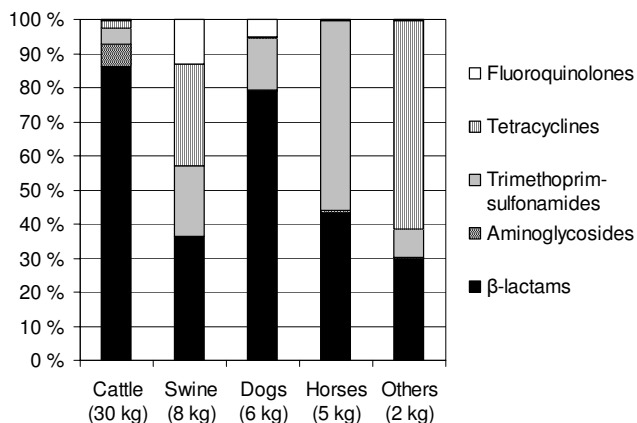 100 %
90 %
80 %
70 %
60 %
50 %
40 %
30 %
20 %
10 %
0 %
Cattle Swine Dogs Horses Others
(30 kg) (8 kg) (6 kg) (5 kg) (2 kg)
Fluoroquinolones
Tetracyclines
Trimethoprim-
sulfonamides
Aminoglycosides
β-lactams